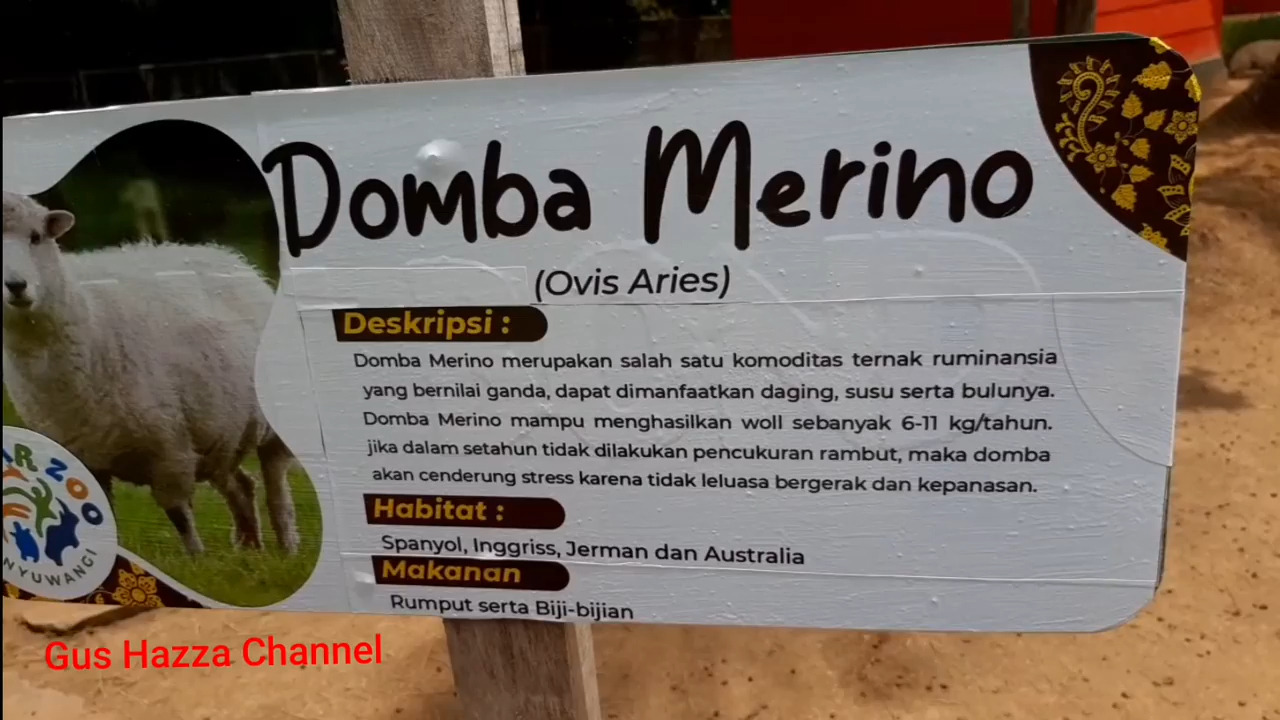 Domba Merino
(Ovis Aries)
Deskripsi :
Domba Merino merupakan salah satu komoditas ternak ruminansia
yang bernilai ganda, dapat dimanfaatkan daging, susu serta bulunya.
Domba Merino mampu menghasilkan woll sebanyak 6-11 kg/tahun.
jika dalam setahun tidak dilakukan pencukuran rambut, maka domba
akan cenderung stress karena tidak leluasa bergerak dan kepanasan.
Habitat :
Spanyol, Inggriss, Jerman dan Australia
Makanan
Rumput serta Biji-bijian
ZOO
NYUWANGI
Gus Hazza Channel